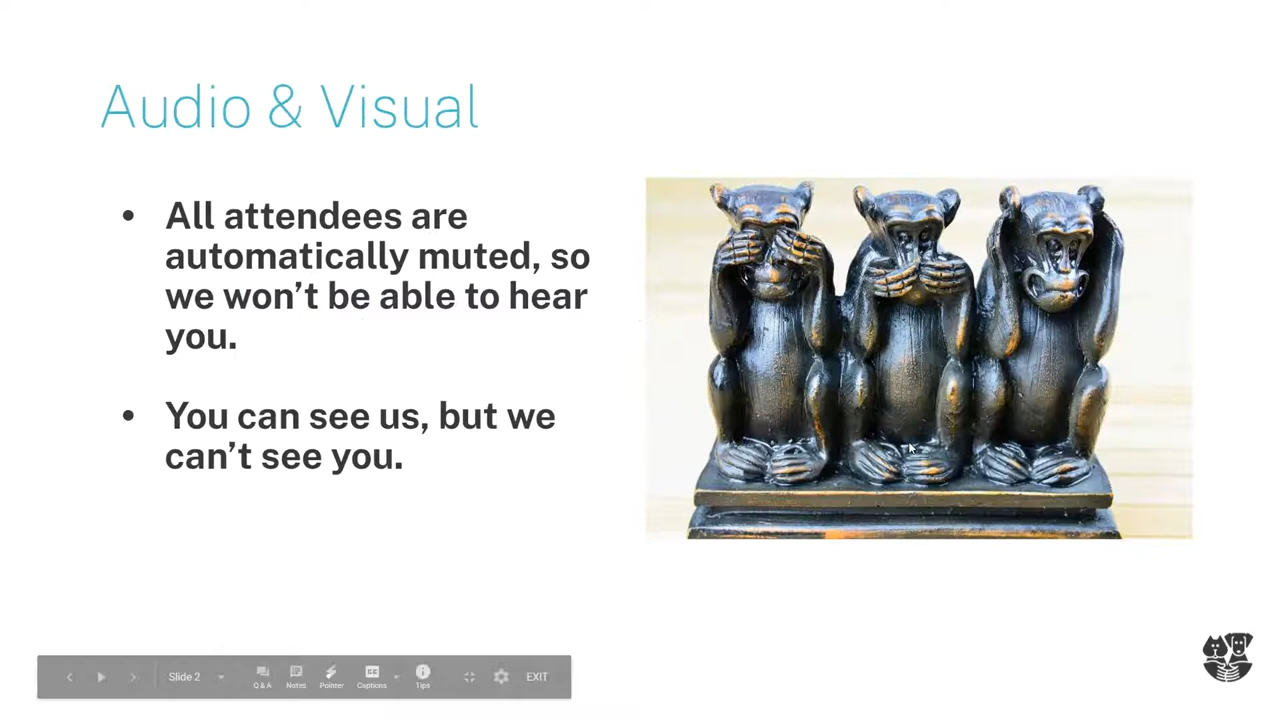 Audio & Visual
• All attendees are
automatically muted, so
we won’t be able to hear
you.
• You can see us, but we
can’t see you.
Slide 2
Q & A
Notes
Pointer
CC
Captions
Tips
EXIT